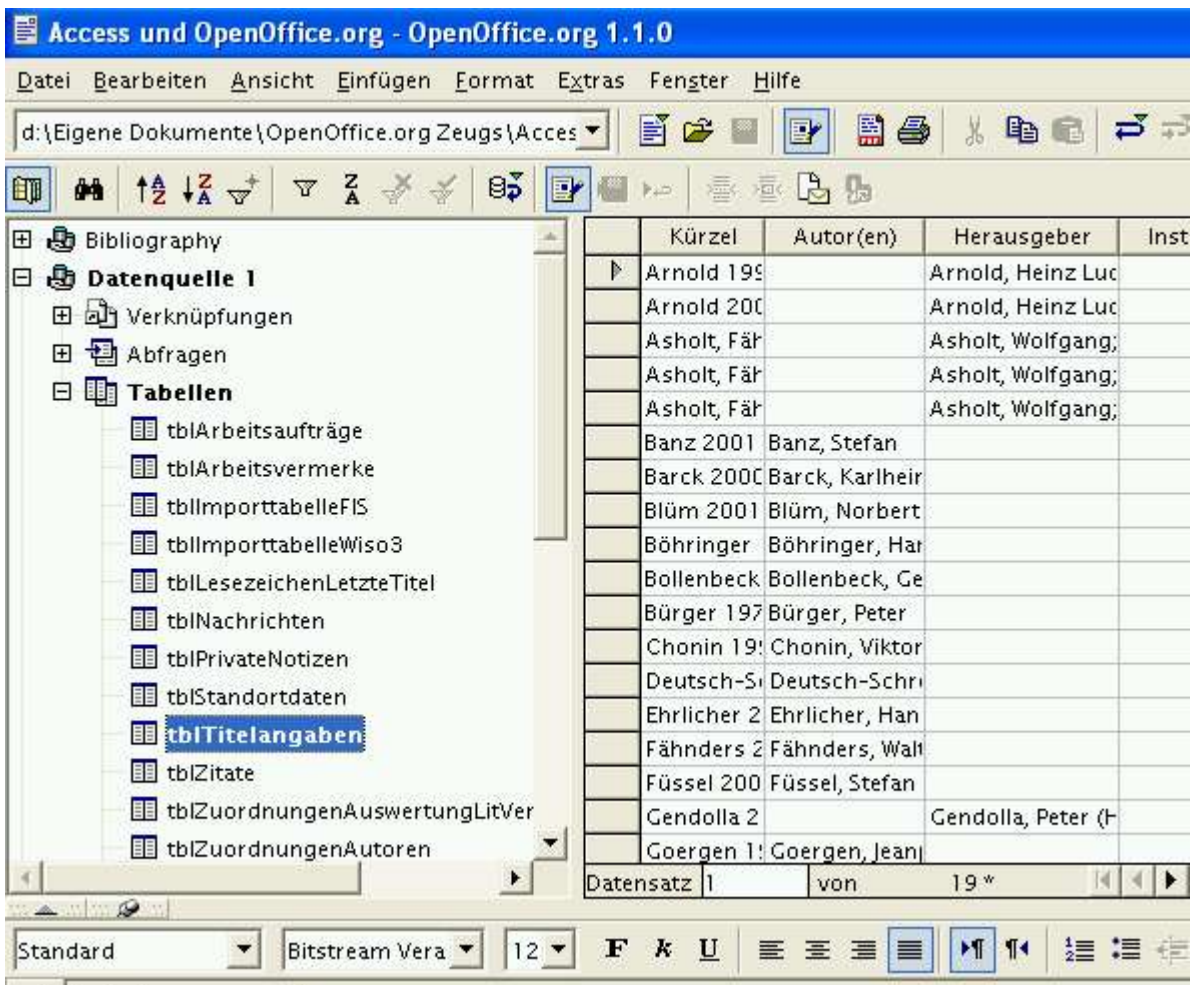 Access und OpenOffice.org - OpenOffice.org 1.1.0
Datei Bearbeiten Ansicht Einfügen Format Extras Fenster Hilfe
d:\Eigene Dokumente\OpenOffice.org Zeugs\Acces
Bibliography
Datenquelle 1
Verknüpfungen
Abfragen
Tabellen
tblArbeitsaufträge
tblArbeitsvermerke
tblImporttabelleFIS
tblImporttabelleWiso3
tblLesezeichenLetzteTitel
tblNachrichten
tblPrivateNotizen
tblStandortdaten
tblTitelangaben
tblZitate
tblZuordnungenAuswertungLitVer
tblZuordnungenAutoren
Kürzel Autor(en) Herausgeber Inst
Arnold 199 Arnold, Heinz Luc
Arnold 200 Arnold, Heinz Luc
Asholt, Fäh Asholt, Wolfgang;
Asholt, Fäh Asholt, Wolfgang;
Asholt, Fäh Asholt, Wolfgang;
Banz 2001 Banz, Stefan
Barck 2000 Barck, Karlhein
Blüm 2001 Blüm, Norbert
Böhringer Böhringer, Han
Bollenbeck Bollenbeck, Ge
Bürger 197 Bürger, Peter
Chonin 199 Chonin, Viktor
Deutsch-S Deutsch-Schr
Ehrlicher 2 Ehrlicher, Han
Fähnders 2 Fähnders, Walt
Füssel 200 Füssel, Stefan
Gendolla 2 Gendolla, Peter (H
Goergen 1 Goergen, Jean
Datensatz 1 von 19 *
Standard Bitstream Vera 12 F k U